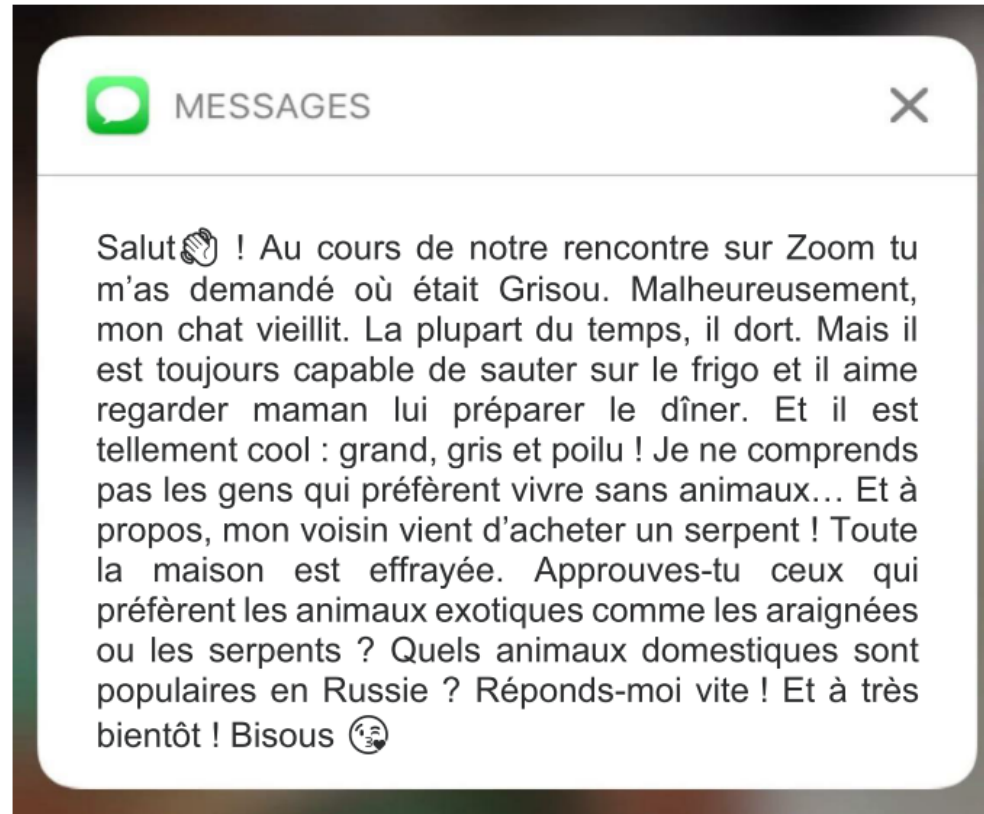 MESSAGES
Salut👏 ! Au cours de notre rencontre sur Zoom tu
m'as demandé où était Grisou. Malheureusement,
mon chat vieillit. La plupart du temps, il dort. Mais il
est toujours capable de sauter sur le frigo et il aime
regarder maman lui préparer le dîner. Et il est
tellement cool : grand, gris et poilu ! Je ne comprends
pas les gens qui préfèrent vivre sans animaux… Et à
propos, mon voisin vient d'acheter un serpent ! Toute
la maison est effrayée. Approuves-tu ceux qui
préfèrent les animaux exotiques comme les araignées
ou les serpents ? Quels animaux domestiques sont
populaires en Russie ? Réponds-moi vite ! Et à très
bientôt ! Bisous 😘